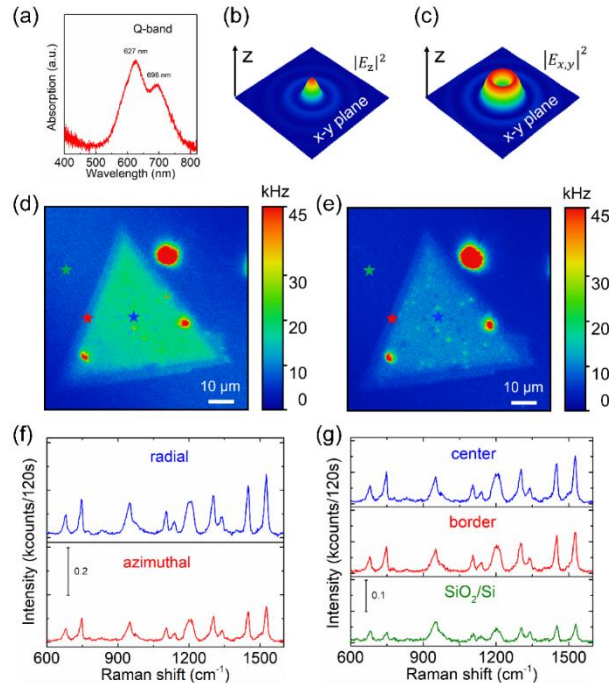 (a)
Q-band
627 nm
696 nm
Absorption (a.u.)
400 500 600 700 800
Wavelength (nm)
(b)
z
|E_z|^2
x-y plane
(c)
z
|E_{x,y}|^2
x-y plane
(d)
kHz
45
30
20
10
0
10 μm
(e)
kHz
45
30
20
10
0
10 μm
(f)
radial
azimuthal
0.2
Intensity (kcounts/120s)
600 900 1200 1500
Raman shift (cm⁻¹)
(g)
center
border
SiO₂/Si
0.1
Intensity (kcounts/120s)
600 900 1200 1500
Raman shift (cm⁻¹)